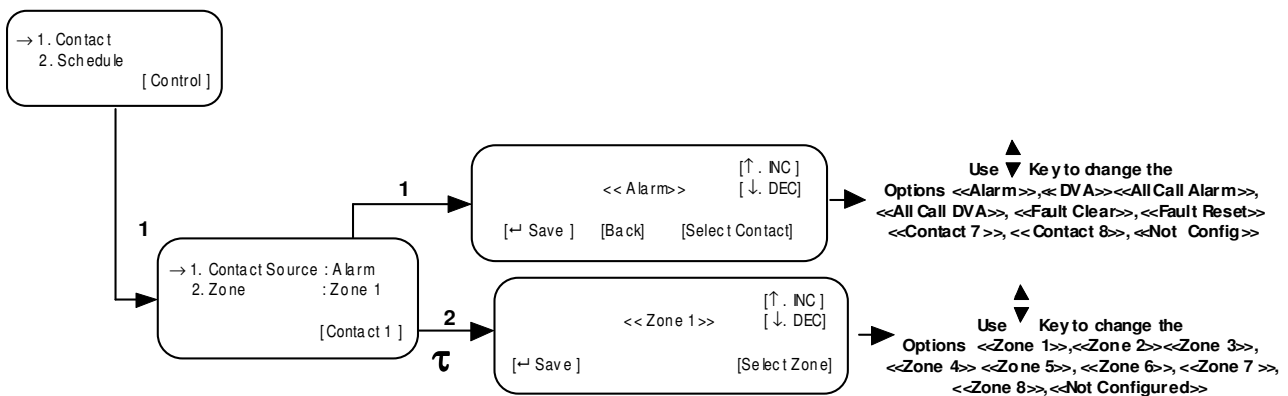 → 1. Contact
2. Schedule
[ Control ]
1
→ 1. Contact Source : Alarm
2. Zone : Zone 1
[Contact 1 ]
1
<< Alarm>>
[↑ . INC ]
[ ↓. DEC]
[↵ Save ] [Back] [Select Contact]
▲
Use ▼ Key to change the
Options <<Alarm>>,<< DVA>><<All Call Alarm>>,
<<All Call DVA>>, <<Fault Clear>>, <<Fault Reset>>
<<Contact 7 >>, << Contact 8>>, <<Not Config>>
2
τ
<< Zone 1>>
[↑ . INC ]
[ ↓. DEC]
[↵ Save ] [Select Zone]
▲
Use ▼ Key to change the
Options <<Zone 1>>,<<Zone 2>><<Zone 3>>,
<<Zone 4>> <<Zone 5>>, <<Zone 6>>, <<Zone 7 >>,
<<Zone 8>>,<<Not Configured>>